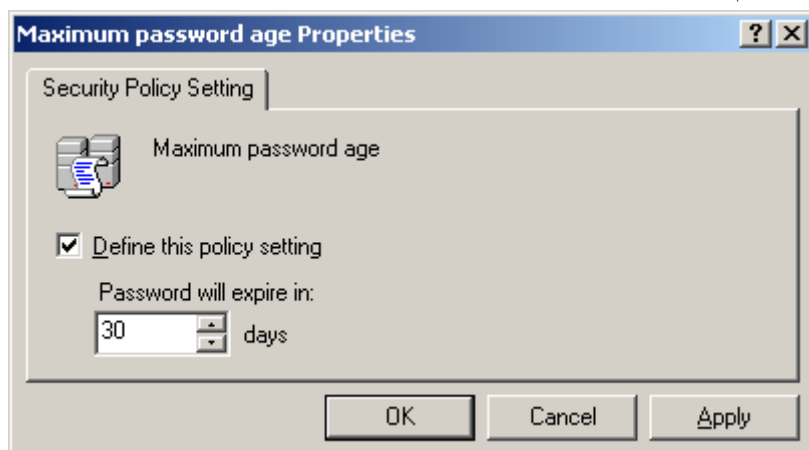 Maximum password age Properties
Security Policy Setting
Maximum password age
Define this policy setting
Password will expire in:
30 days
OK Cancel Apply